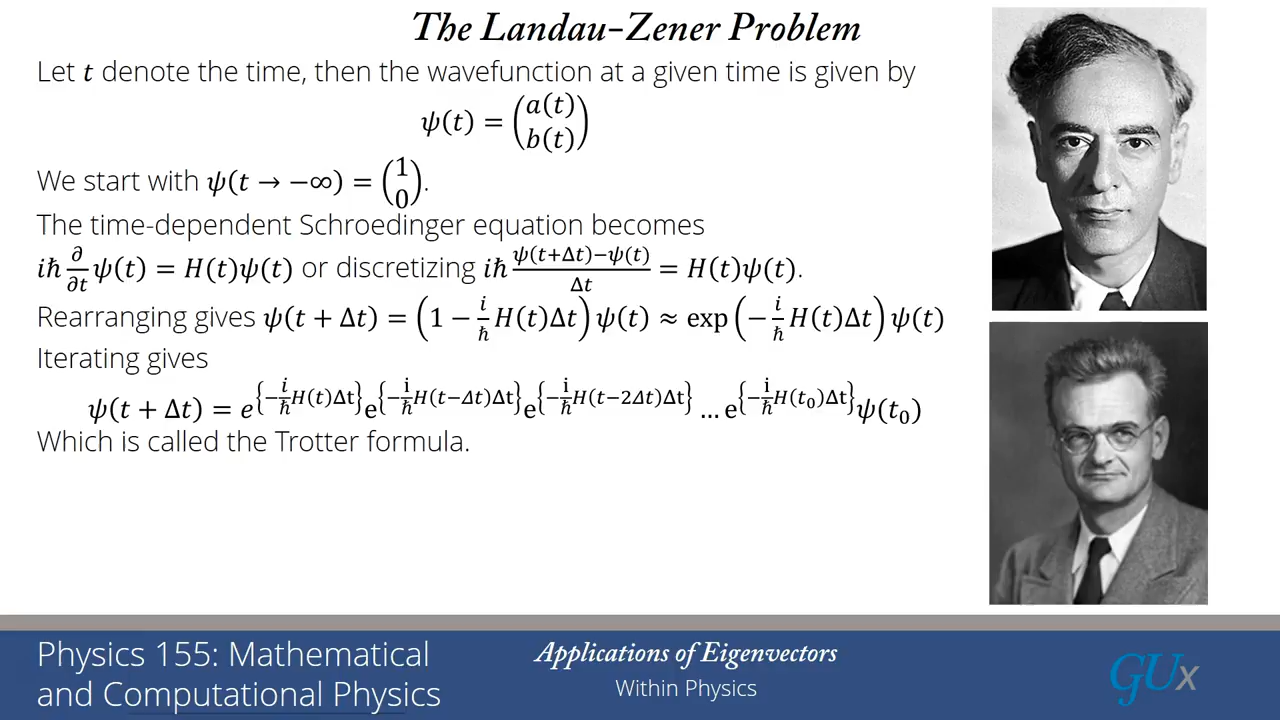 The Landau-Zener Problem
Let t denote the time, then the wavefunction at a given time is given by
ψ(t) = (a(t) b(t))
We start with ψ(t → −∞) = (1 0).
The time-dependent Schroedinger equation becomes
iħ ∂/∂t ψ(t) = H(t)ψ(t) or discretizing iħ (ψ(t+Δt)−ψ(t))/Δt = H(t)ψ(t).
Rearranging gives ψ(t + Δt) = (1 − i/ħ H(t)Δt) ψ(t) ≈ exp (− i/ħ H(t)Δt) ψ(t)
Iterating gives
ψ(t + Δt) = e^{−i/ħ H(t)Δt} e^{−i/ħ H(t−Δt)Δt} e^{−i/ħ H(t−2Δt)Δt} … e^{−i/ħ H(t₀)Δt} ψ(t₀)
Which is called the Trotter formula.
Physics 155: Mathematical
and Computational Physics
Applications of Eigenvectors
Within Physics
GUx